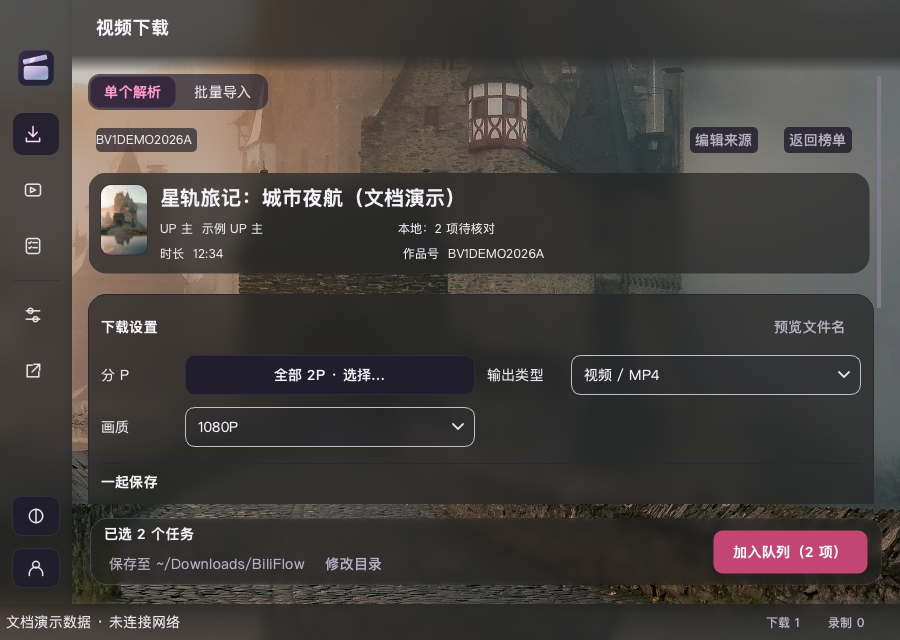 视频下载
单个解析 批量导入
BV1DEMO2026A 编辑来源 返回榜单
星轨旅记：城市夜航（文档演示）
UP 主 示例 UP 主 本地：2 项待核对
时长 12:34 作品号 BV1DEMO2026A
下载设置 预览文件名
分 P 全部 2P · 选择... 输出类型 视频 / MP4
画质 1080P
一起保存
已选 2 个任务
保存至 ~/Downloads/BiliFlow 修改目录
加入队列（2 项）
文档演示数据 · 未连接网络 下载 1 录制 0